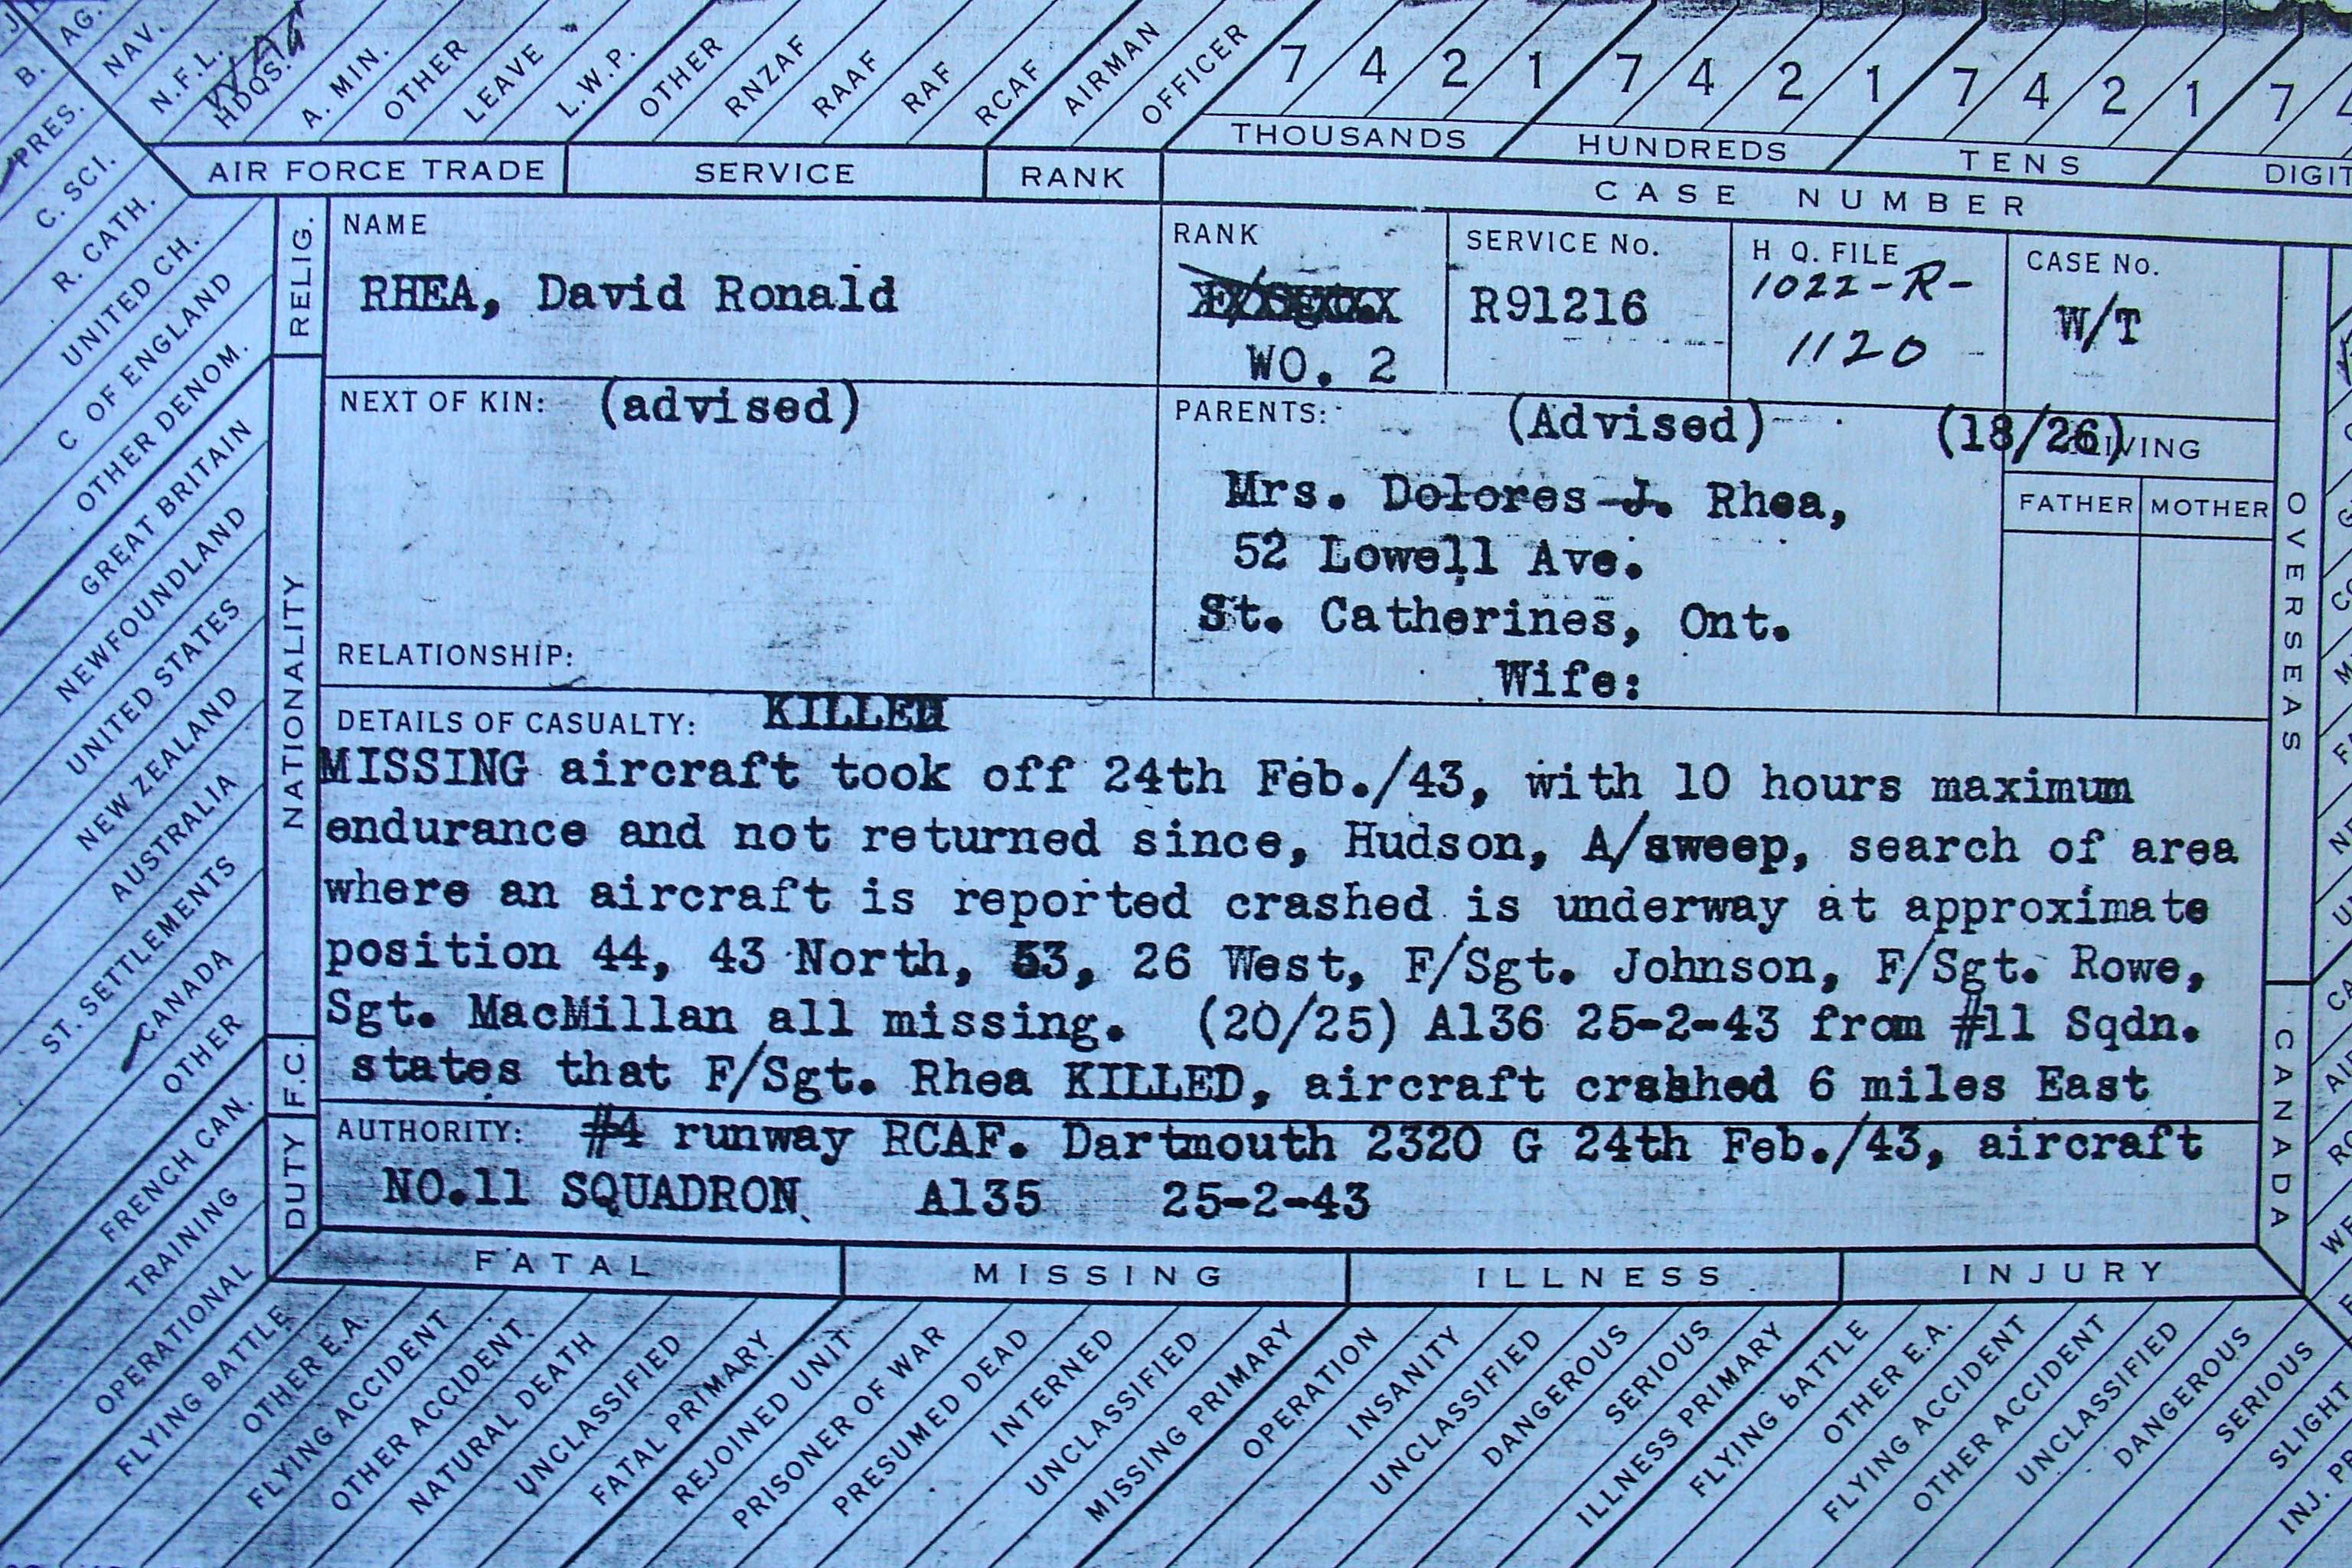 J
AG.
B.
NAV.
PRES.
N.F.L.
HDQS.
A. MIN.
OTHER
LEAVE
L.W.P.
OTHER
RNZAF
RAAF
RAF
RCAF
AIRMAN
OFFICER
7 4 2 1 7 4 2 1 7 4 2 1 7
THOUSANDS HUNDREDS TENS DIGIT
AIR FORCE TRADE SERVICE RANK CASE NUMBER
C. SCI.
R. CATH.
UNITED CH.
C OF ENGLAND
OTHER DENOM.
GREAT BRITAIN
NEWFOUNDLAND
UNITED STATES
NEW ZEALAND
AUSTRALIA
ST. SETTLEMENTS
CANADA
OTHER
FRENCH CAN.
TRAINING
OPERATIONAL
RELIG.
NATIONALITY
F.C.
DUTY
NAME
RHEA, David Ronald
RANK
F/Sgt.
WO. 2
SERVICE No.
R91216
H Q. FILE
1022-R-
1120
CASE No.
W/T
NEXT OF KIN: (advised)
RELATIONSHIP:
PARENTS: (Advised) (18/26)
LIVING
FATHER MOTHER
Mrs. Dolores J. Rhea,
52 Lowell Ave.
St. Catherines, Ont.
Wife:
DETAILS OF CASUALTY: KILLED
MISSING aircraft took off 24th Feb./43, with 10 hours maximum
endurance and not returned since, Hudson, A/sweep, search of area
where an aircraft is reported crashed is underway at approximate
position 44, 43 North, 53, 26 West, F/Sgt. Johnson, F/Sgt. Rowe,
Sgt. MacMillan all missing. (20/25) A136 25-2-43 from #11 Sqdn.
states that F/Sgt. Rhea KILLED, aircraft crashed 6 miles East
AUTHORITY: #4 runway RCAF. Dartmouth 2320 G 24th Feb./43, aircraft
NO.11 SQUADRON A135 25-2-43
OVERSEAS
CANADA
FATAL MISSING ILLNESS INJURY
FLYING BATTLE
OTHER E.A.
FLYING ACCIDENT
OTHER ACCIDENT
NATURAL DEATH
UNCLASSIFIED
FATAL PRIMARY
REJOINED UNIT
PRISONER OF WAR
PRESUMED DEAD
INTERNED
UNCLASSIFIED
MISSING PRIMARY
OPERATION
INSANITY
UNCLASSIFIED
DANGEROUS
SERIOUS
ILLNESS PRIMARY
FLYING bATTLE
OTHER E.A.
FLYING ACCIDENT
OTHER ACCIDENT
UNCLASSIFIED
DANGEROUS
SERIOUS
SLIGHT
INJ. PR